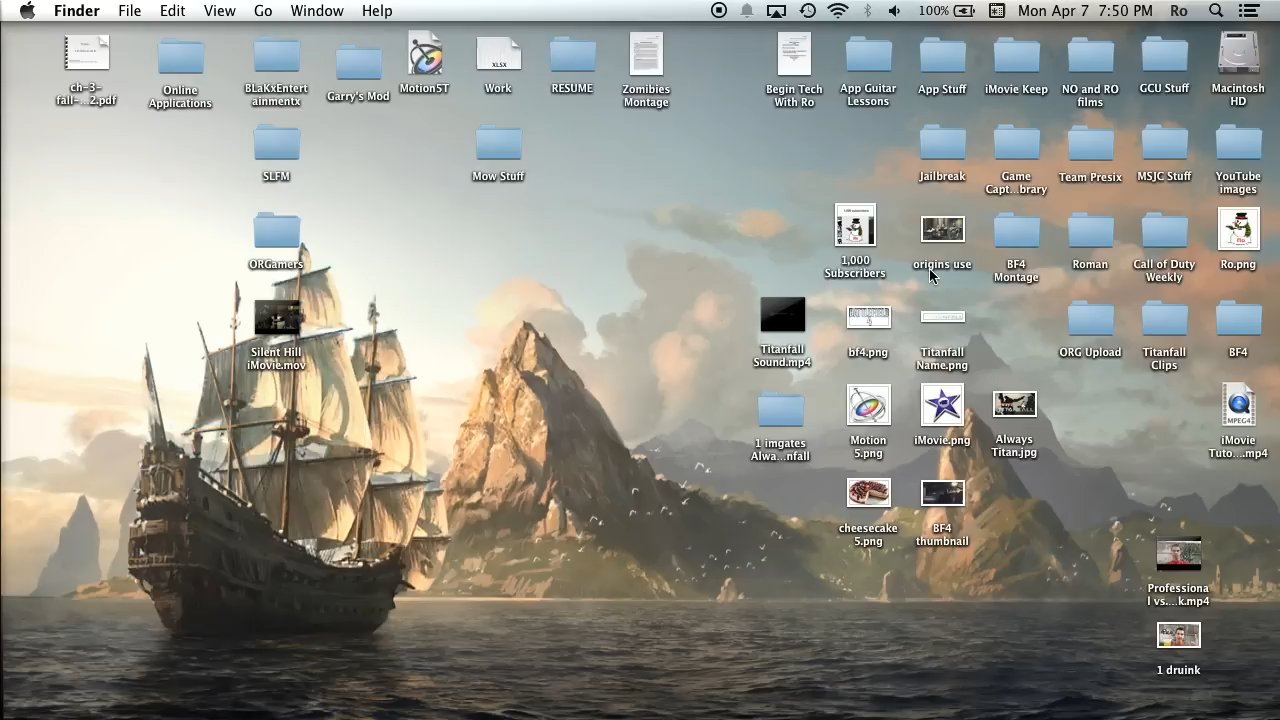 Finder File Edit View Go Window Help 100% Mon Apr 7 7:50 PM Ro
ch-3-
fall-...2.pdf
Online
Applications
BLaKxEntert
ainmentx
Garry's Mod
Motion5T
XLSX
Work
RESUME
Zomibies
Montage
Begin Tech
With Ro
App Guitar
Lessons
App Stuff
iMovie Keep
NO and RO
films
GCU Stuff
Macintosh
HD
SLFM
Mow Stuff
Jailbreak
Game
Capt...brary
Team Presix
MSJC Stuff
YouTube
images
ORGamers
1,000
Subscribers
origins use
BF4
Montage
Roman
Call of Duty
Weekly
Ro.png
Silent Hill
iMovie.mov
Titanfall
Sound.mp4
bf4.png
Titanfall
Name.png
ORG Upload
Titanfall
Clips
BF4
1 imgates
Alwa...nfall
Motion
5.png
iMovie.png
Always
Titan.jpg
MPEG4
iMovie
Tuto....mp4
cheesecake
5.png
BF4
thumbnail
Professiona
l vs....k.mp4
1 druink